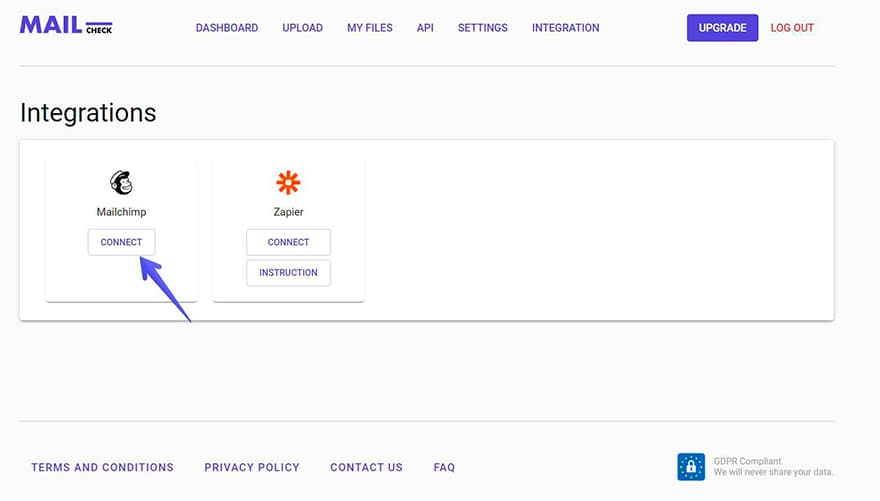 MAIL CHECK
DASHBOARD UPLOAD MY FILES API SETTINGS INTEGRATION UPGRADE LOG OUT
Integrations
Mailchimp Zapier
CONNECT CONNECT
INSTRUCTION
TERMS AND CONDITIONS PRIVACY POLICY CONTACT US FAQ
GDPR Compliant
We will never share your data.